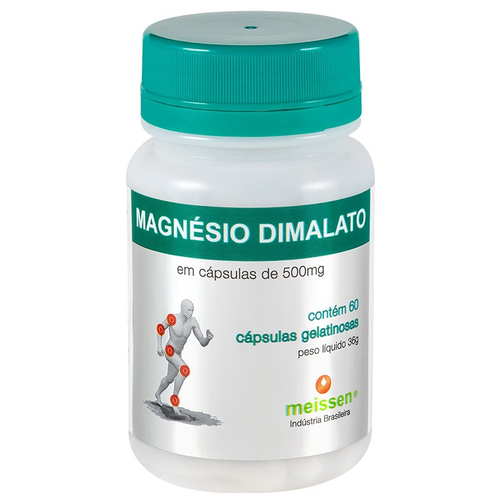 MAGNÉSIO DIMALATO
em cápsulas de 500mg
contém 60
cápsulas gelatinosas
peso líquido 36g
meissen®
Indústria Brasileira